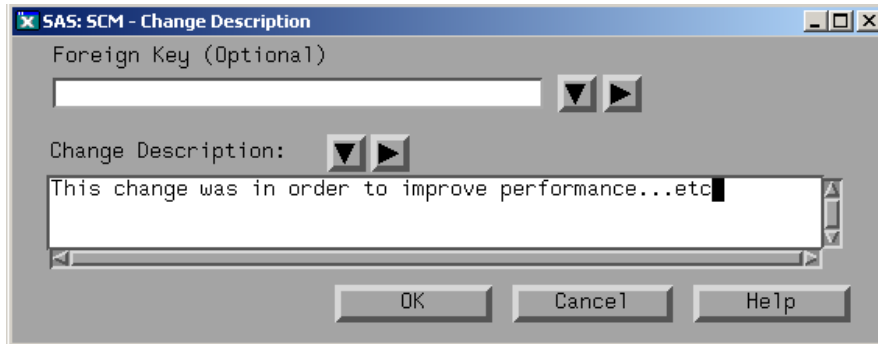 SAS: SCM - Change Description
Foreign Key (Optional)
Change Description:
This change was in order to improve performance...etc
OK Cancel Help